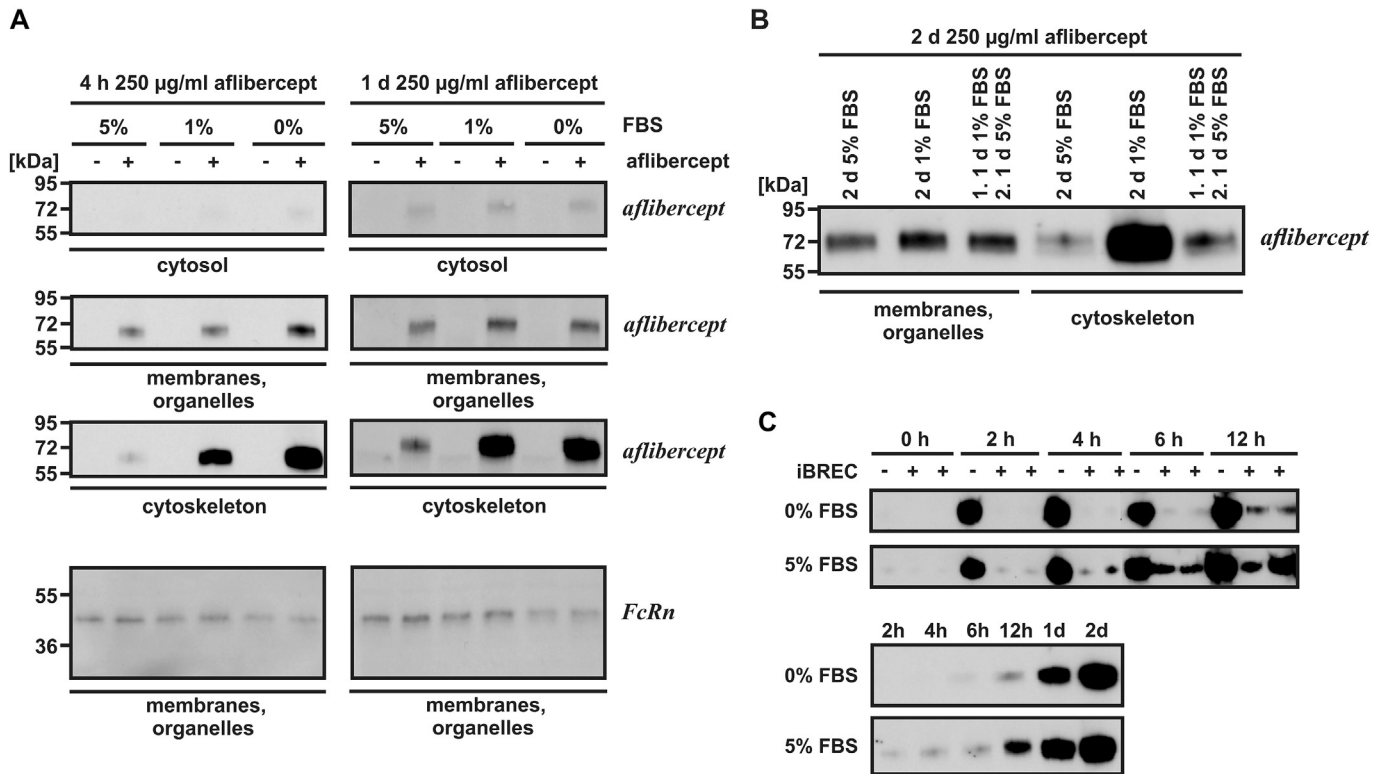 A
4 h 250 µg/ml aflibercept
1 d 250 µg/ml aflibercept
5% 1% 0%
5% 1% 0%
FBS
[kDa]
- + - + - +
- + - + - +
aflibercept
95
72
55
aflibercept
cytosol
cytosol
95
72
55
aflibercept
membranes,
organelles
membranes,
organelles
95
72
55
aflibercept
cytoskeleton
cytoskeleton
55
36
FcRn
membranes,
organelles
membranes,
organelles
B
2 d 250 µg/ml aflibercept
2 d 5% FBS
2 d 1% FBS
1. 1 d 1% FBS
2. 1 d 5% FBS
2 d 5% FBS
2 d 1% FBS
1. 1 d 1% FBS
2. 1 d 5% FBS
[kDa]
95
72
55
aflibercept
membranes,
organelles
cytoskeleton
C
0 h 2 h 4 h 6 h 12 h
iBREC - + + - + + - + + - + + - + +
0% FBS
5% FBS
2h 4h 6h 12h 1d 2d
0% FBS
5% FBS